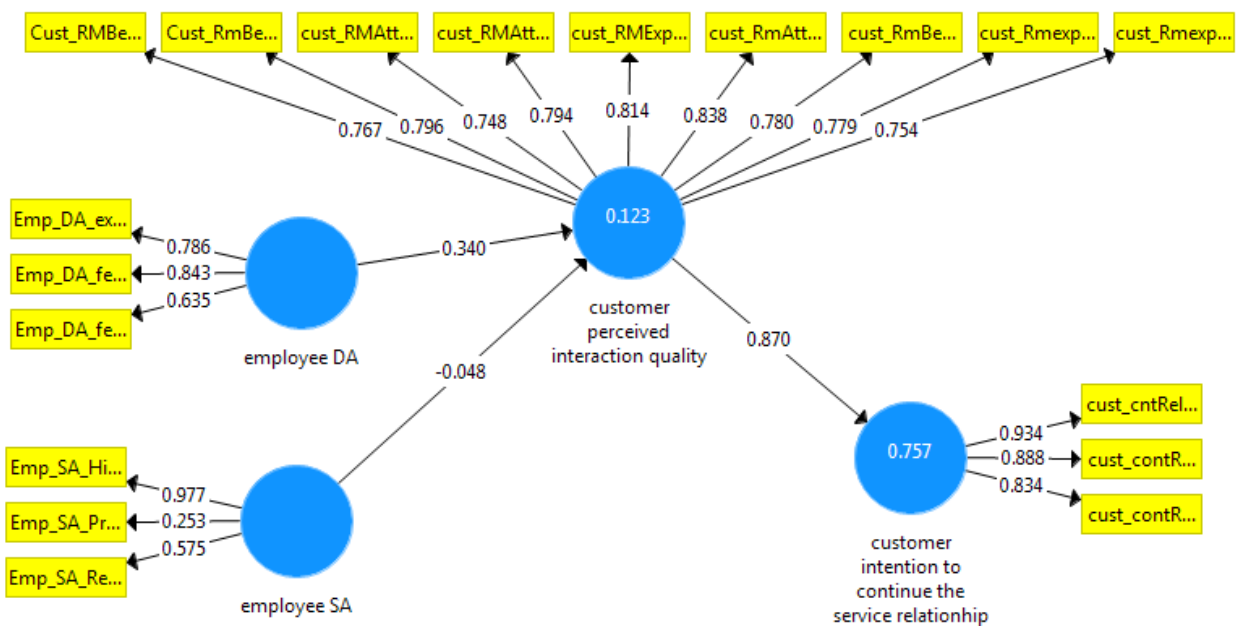 Cust_RMBe...
Cust_RmBe...
cust_RMAtt...
cust_RMAtt...
cust_RMExp...
cust_RmAtt...
cust_RmBe...
cust_Rmexp...
cust_Rmexp...
0.767
0.796
0.748
0.794
0.814
0.838
0.780
0.779
0.754
Emp_DA_ex...
Emp_DA_fe...
Emp_DA_fe...
0.786
0.843
0.635
employee DA
0.340
0.123
customer
perceived
interaction quality
-0.048
0.870
Emp_SA_Hi...
Emp_SA_Pr...
Emp_SA_Re...
0.977
0.253
0.575
employee SA
0.757
0.934
0.888
0.834
cust_cntRel...
cust_contR...
cust_contR...
customer
intention to
continue the
service relationhip